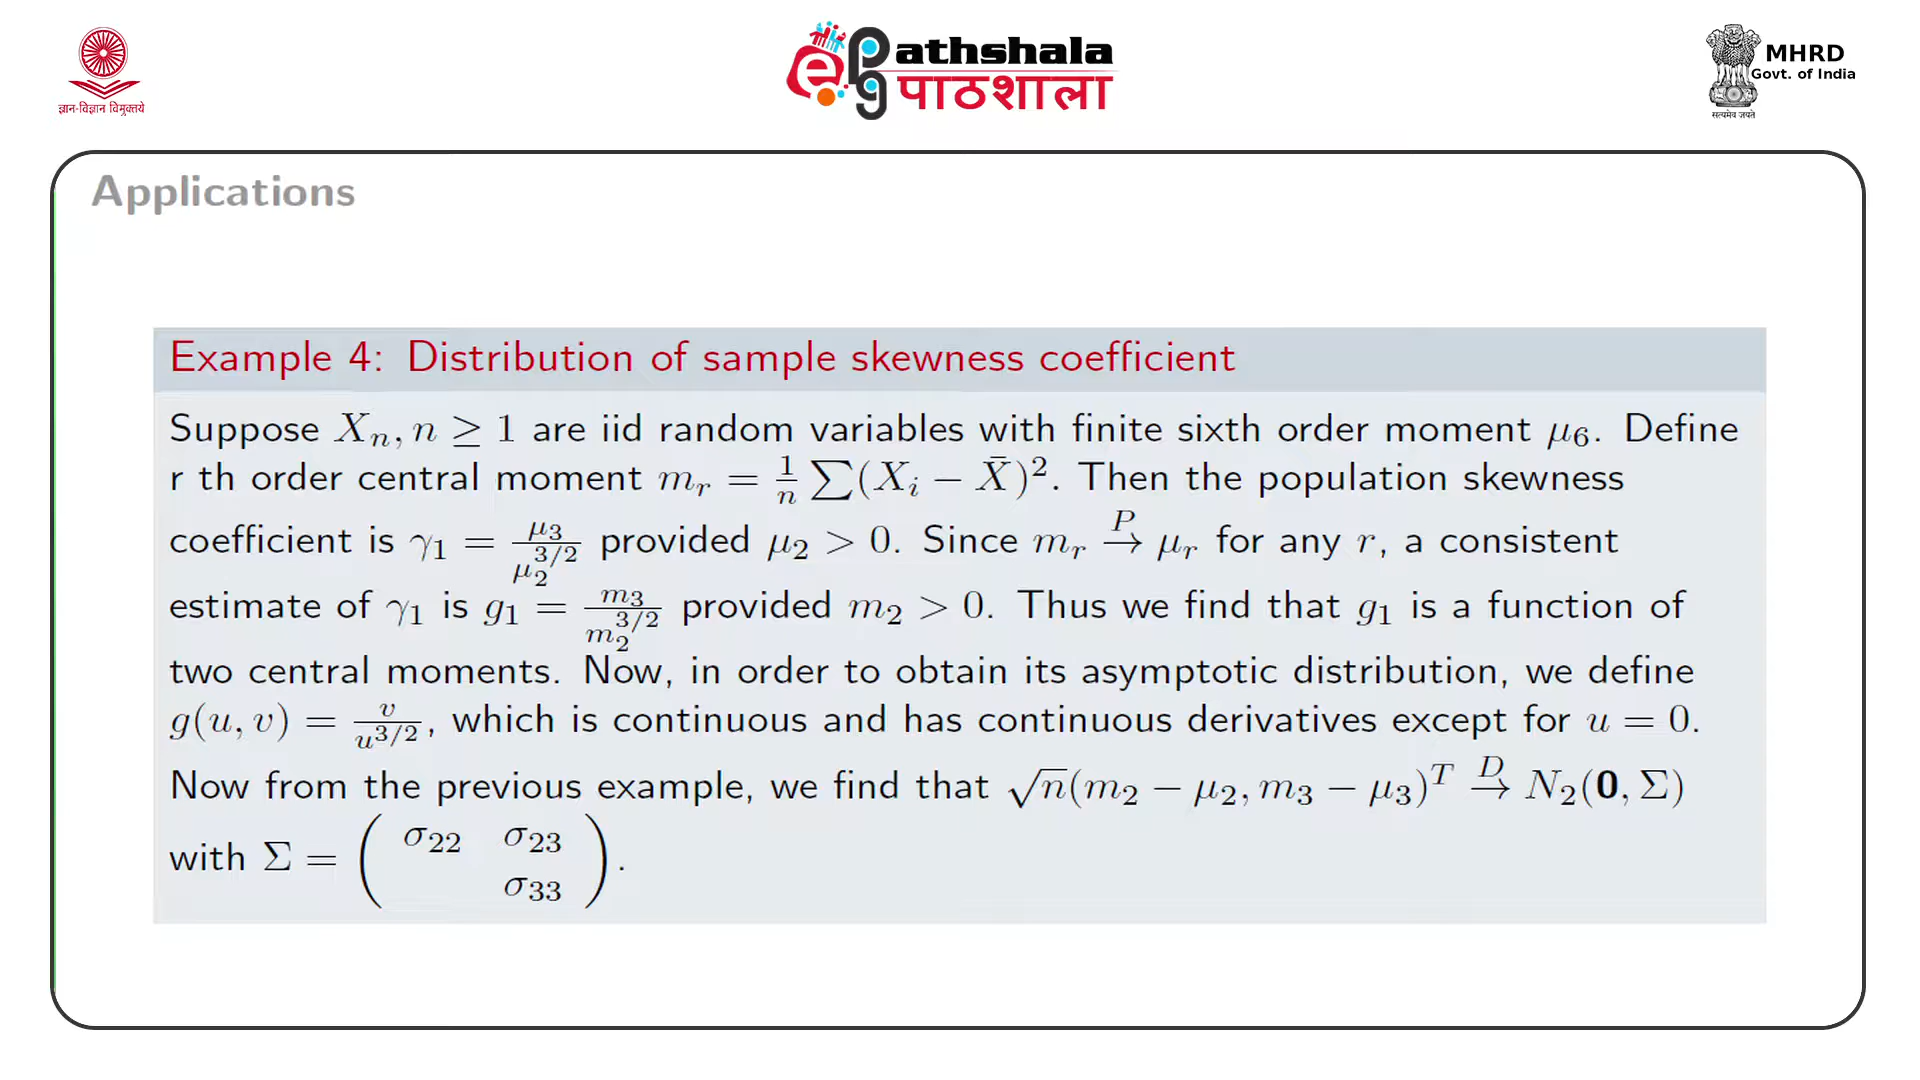 ज्ञान-विज्ञान विमुक्तये
ePG Pathshala
पाठशाला
MHRD
Govt. of India
सत्यमेव जयते
Applications
Example 4: Distribution of sample skewness coefficient
Suppose $X_n, n \geq 1$ are iid random variables with finite sixth order moment $\mu_6$. Define
r th order central moment $m_r = \frac{1}{n} \sum (X_i - \bar{X})^2$. Then the population skewness
coefficient is $\gamma_1 = \frac{\mu_3}{\mu_2^{3/2}}$ provided $\mu_2 > 0$. Since $m_r \xrightarrow{P} \mu_r$ for any $r$, a consistent
estimate of $\gamma_1$ is $g_1 = \frac{m_3}{m_2^{3/2}}$ provided $m_2 > 0$. Thus we find that $g_1$ is a function of
two central moments. Now, in order to obtain its asymptotic distribution, we define
$g(u, v) = \frac{v}{u^{3/2}}$, which is continuous and has continuous derivatives except for $u = 0$.
Now from the previous example, we find that $\sqrt{n}(m_2 - \mu_2, m_3 - \mu_3)^T \xrightarrow{D} N_2(\mathbf{0}, \Sigma)$
with $\Sigma = \begin{pmatrix} \sigma_{22} & \sigma_{23} \\ & \sigma_{33} \end{pmatrix}$.